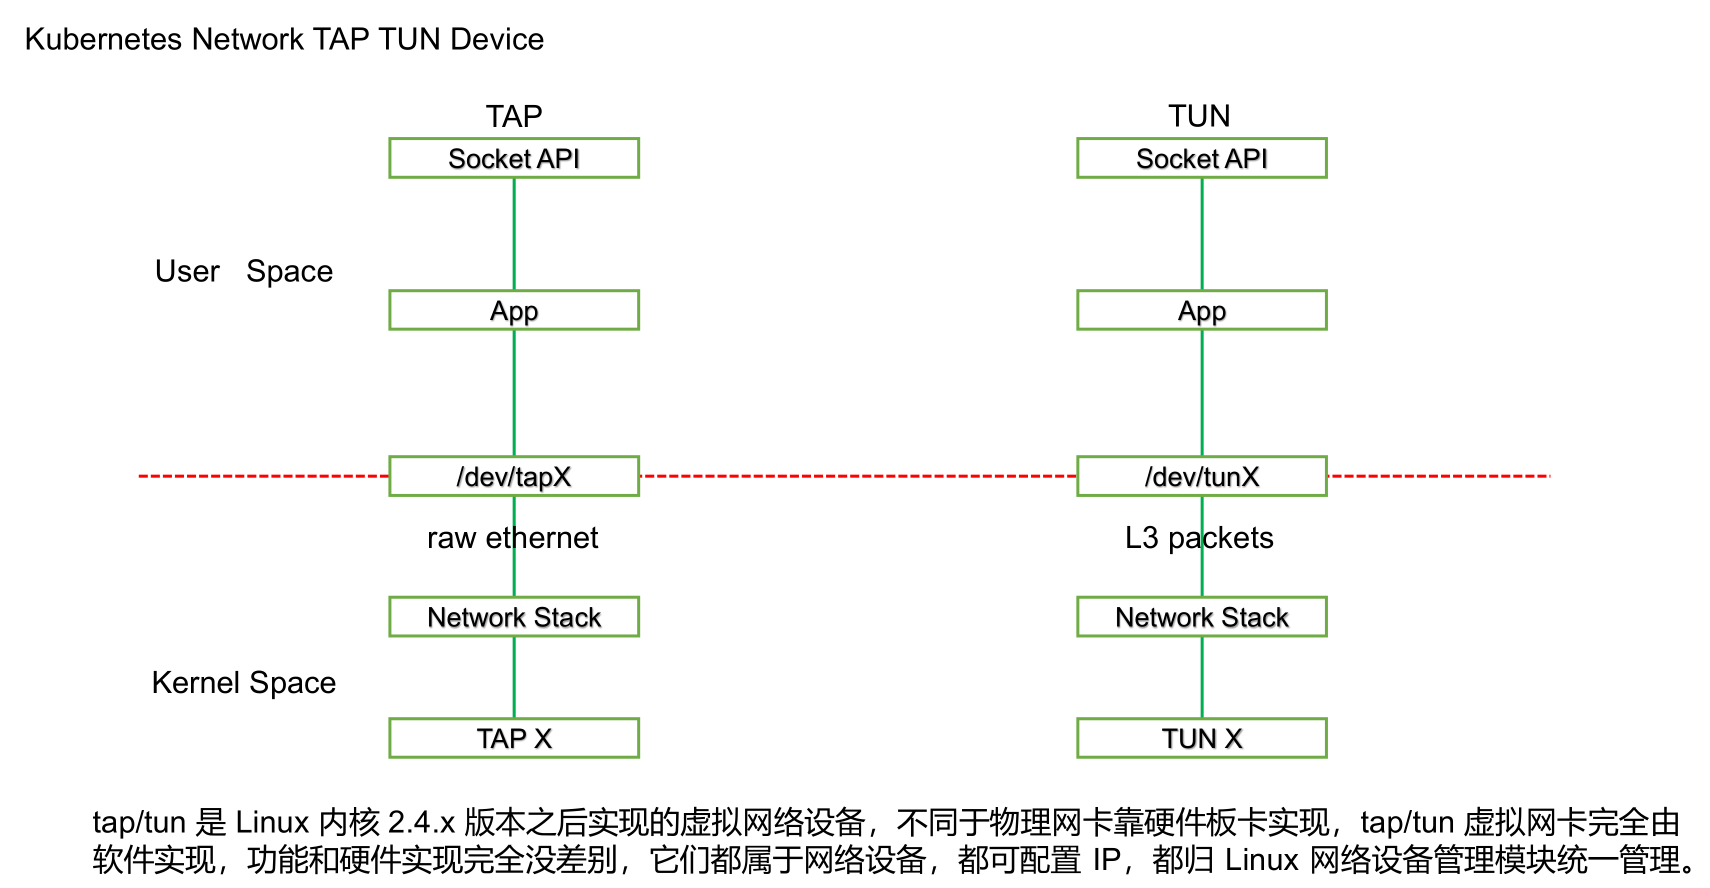 Kubernetes Network TAP TUN Device
TAP
TUN
Socket API
Socket API
User Space
App
App
/dev/tapX
/dev/tunX
raw ethernet
L3 packets
Network Stack
Network Stack
Kernel Space
TAP X
TUN X
tap/tun 是 Linux 内核 2.4.x 版本之后实现的虚拟网络设备，不同于物理网卡靠硬件板卡实现，tap/tun 虚拟网卡完全由
软件实现，功能和硬件实现完全没差别，它们都属于网络设备，都可配置 IP，都归 Linux 网络设备管理模块统一管理。